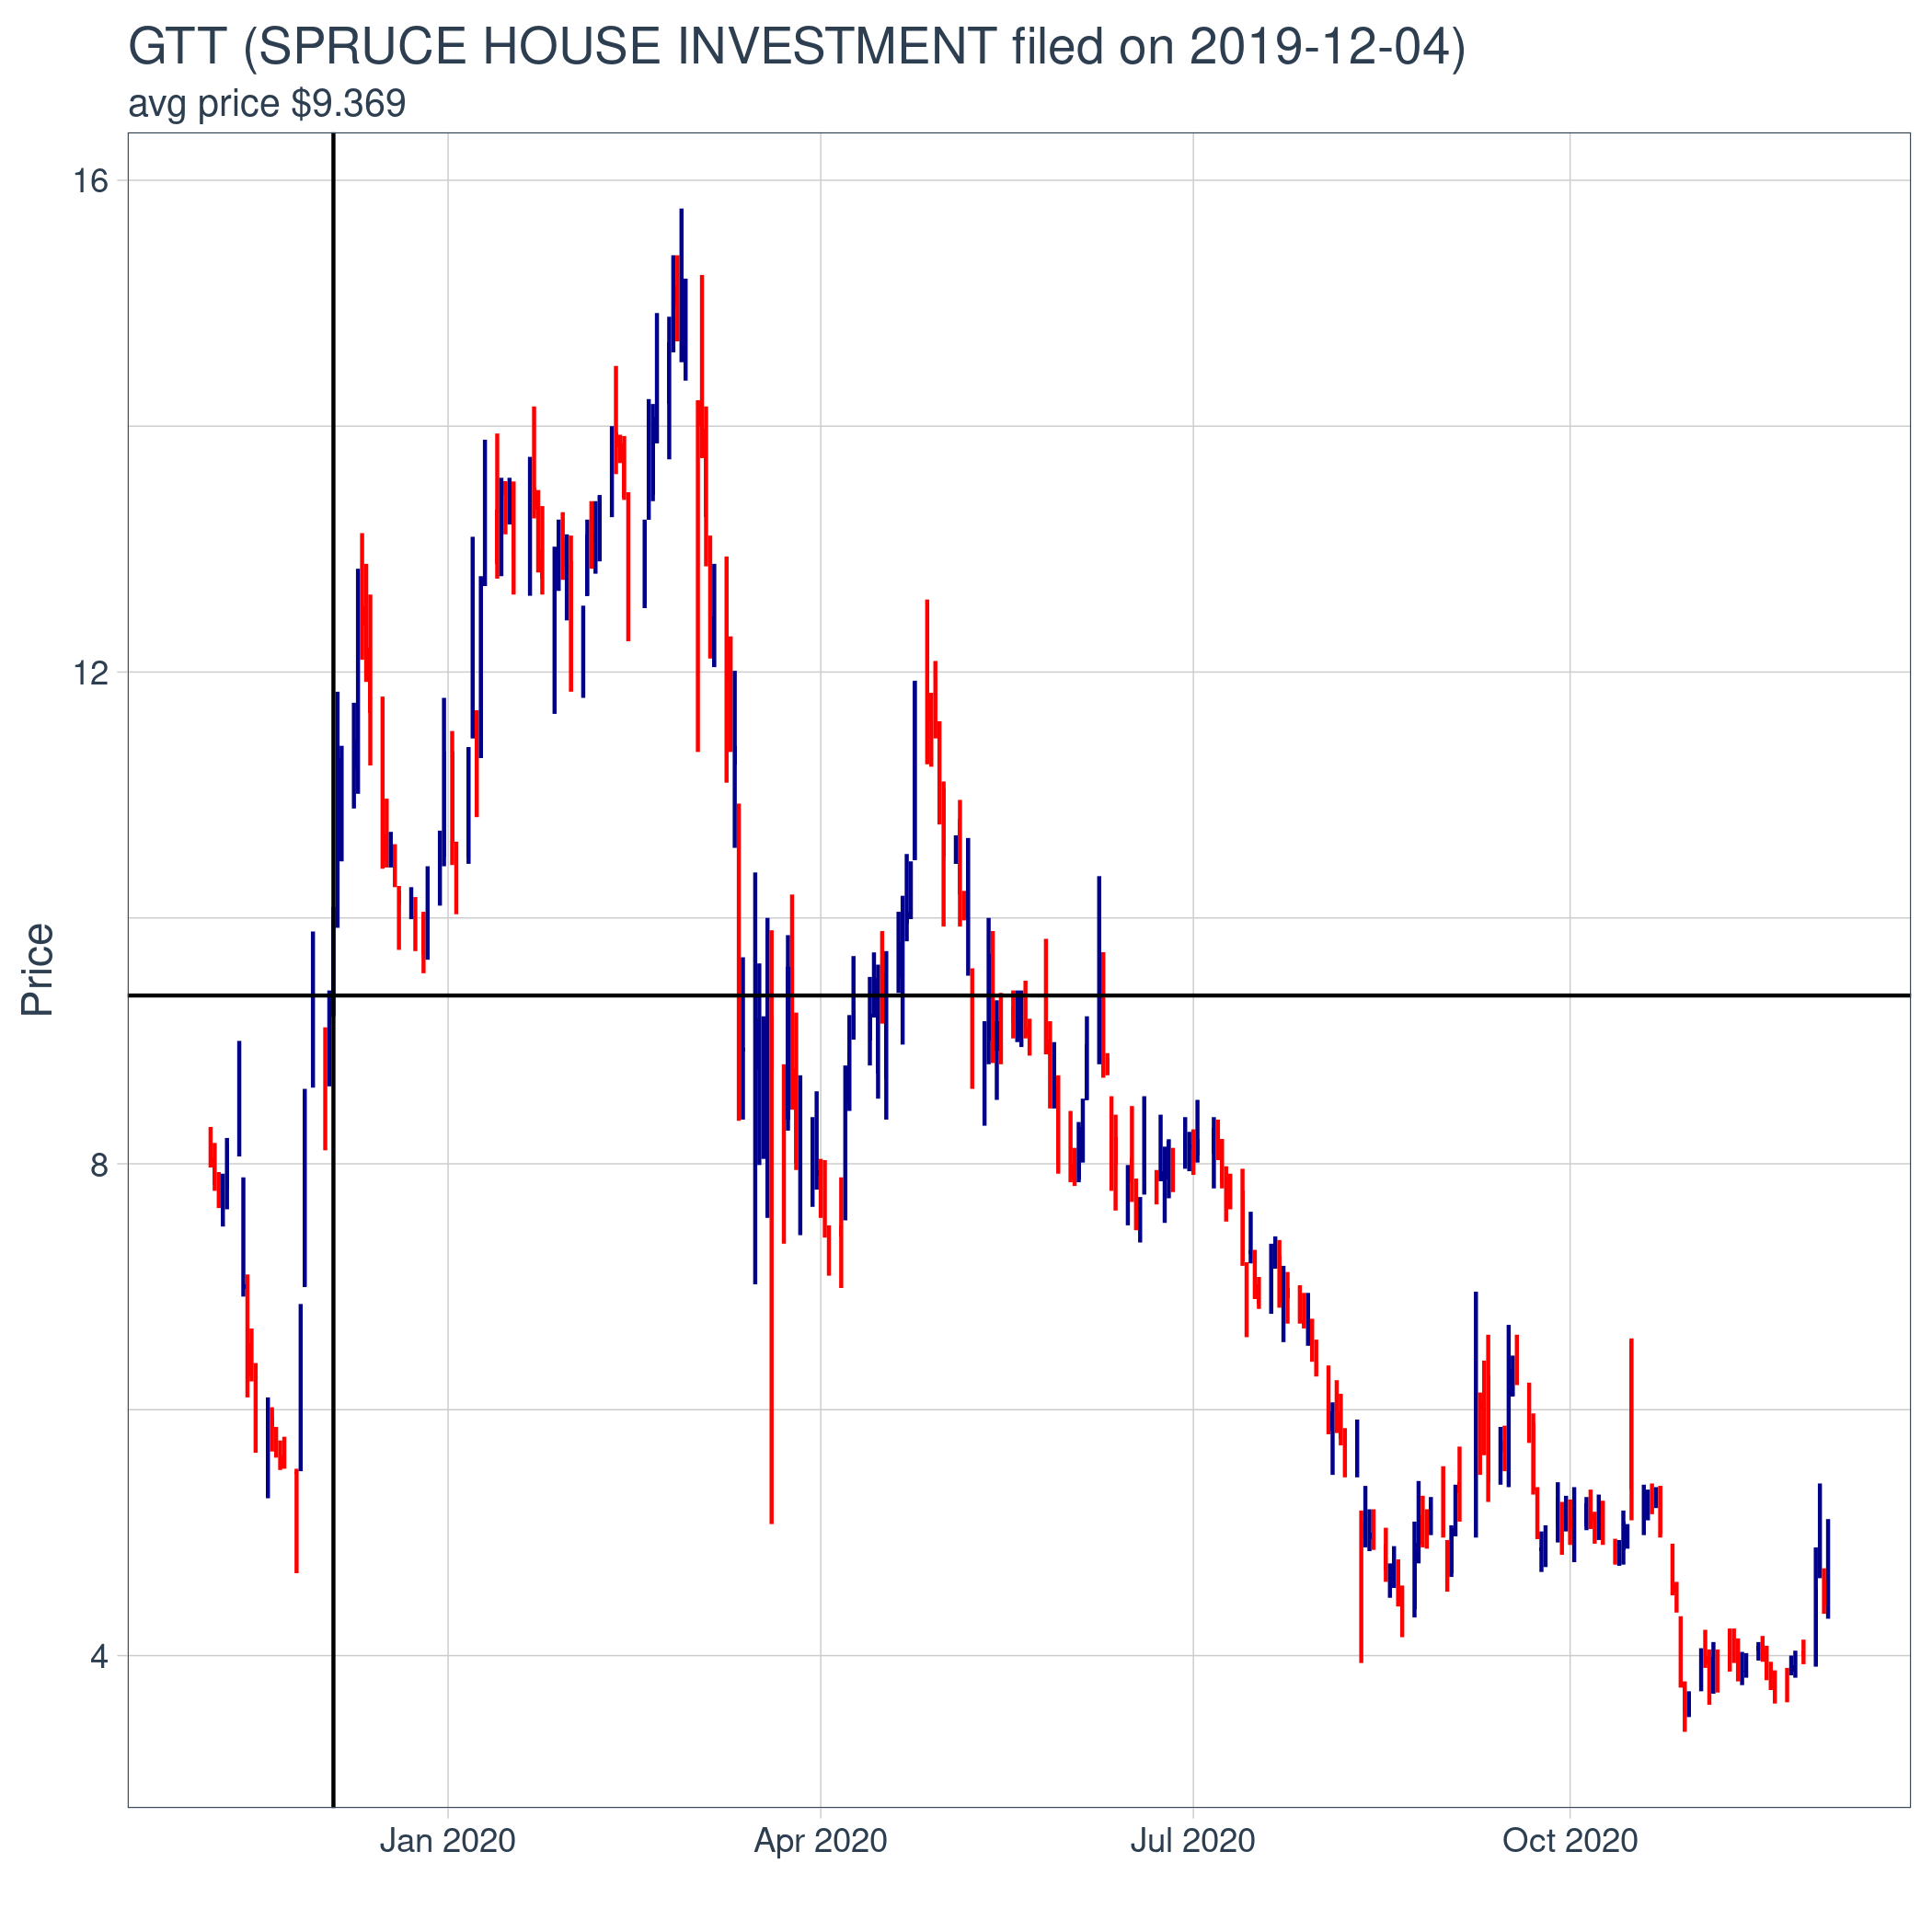 GTT (SPRUCE HOUSE INVESTMENT filed on 2019-12-04)
avg price $9.369
16
12
8
4
Price
Jan 2020
Apr 2020
Jul 2020
Oct 2020